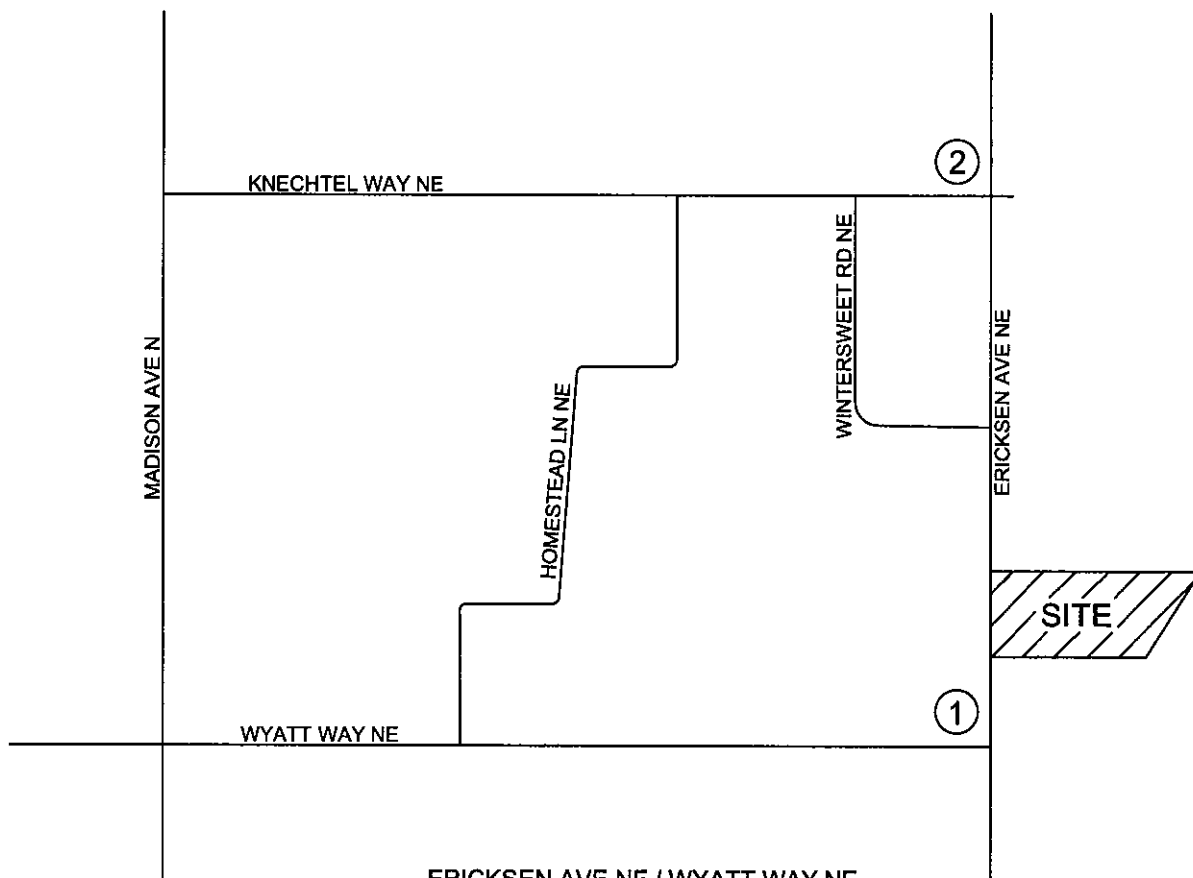 2
KNECHTEL WAY NE
WINTERSWEET RD NE
MADISON AVE N
ERICKSEN AVE NE
HOMESTEAD LN NE
SITE
1
WYATT WAY NE
ERICKSEN AVE NE / WYATT WAY NE